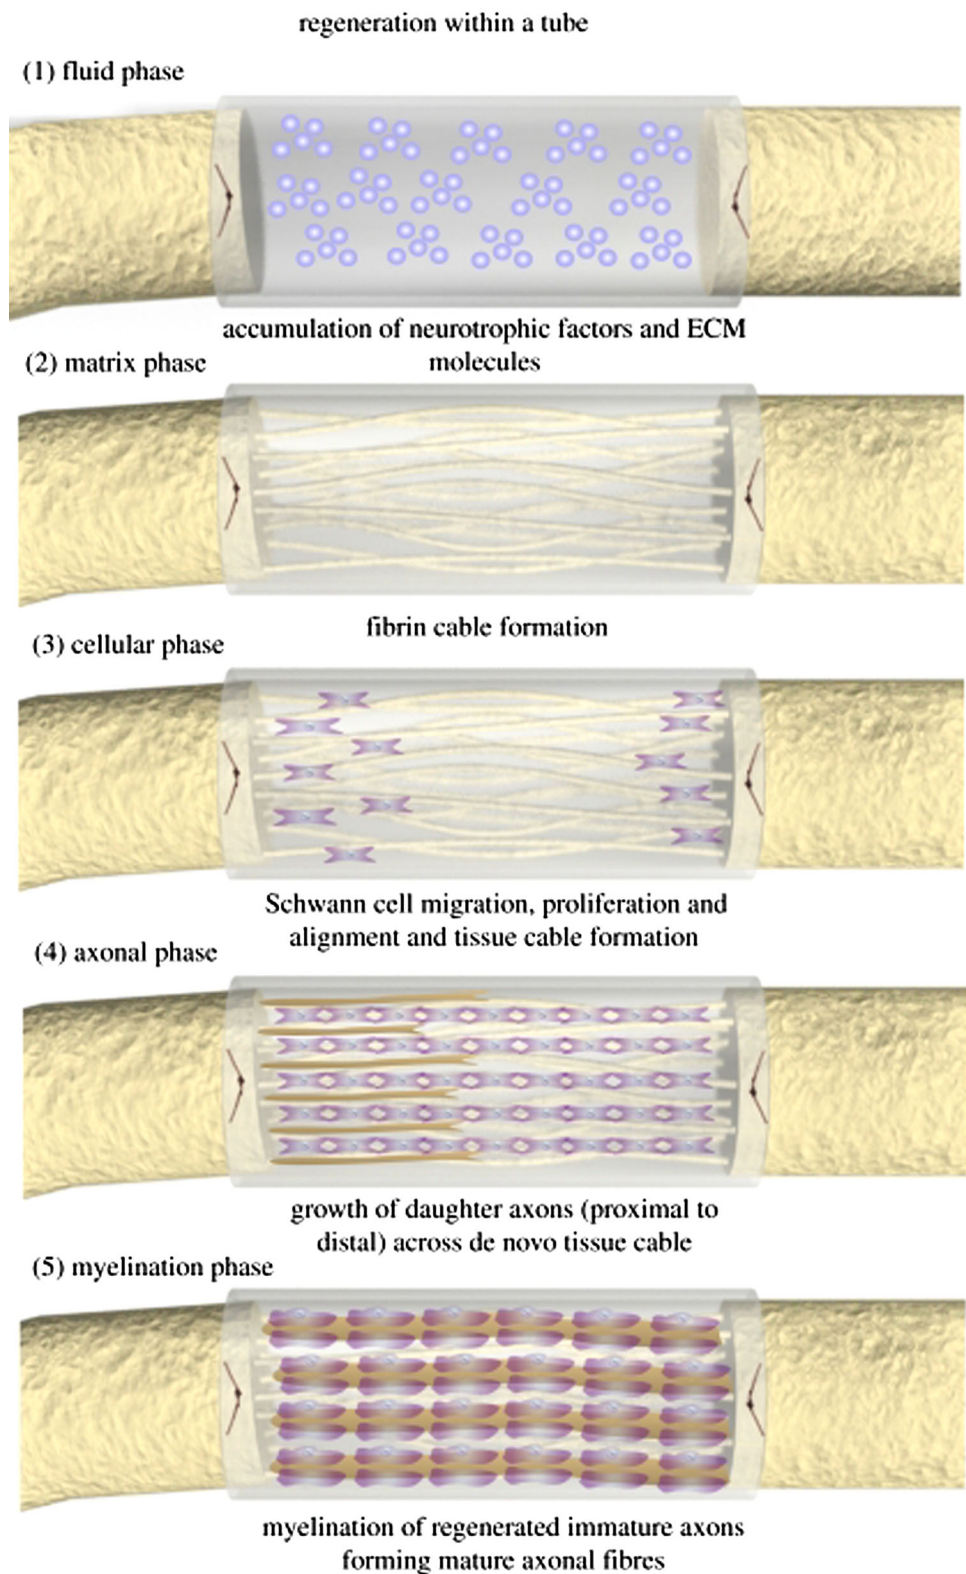 regeneration within a tube
(1) fluid phase
accumulation of neurotrophic factors and ECM
molecules
(2) matrix phase
fibrin cable formation
(3) cellular phase
Schwann cell migration, proliferation and
alignment and tissue cable formation
(4) axonal phase
growth of daughter axons (proximal to
distal) across de novo tissue cable
(5) myelination phase
myelination of regenerated immature axons
forming mature axonal fibres